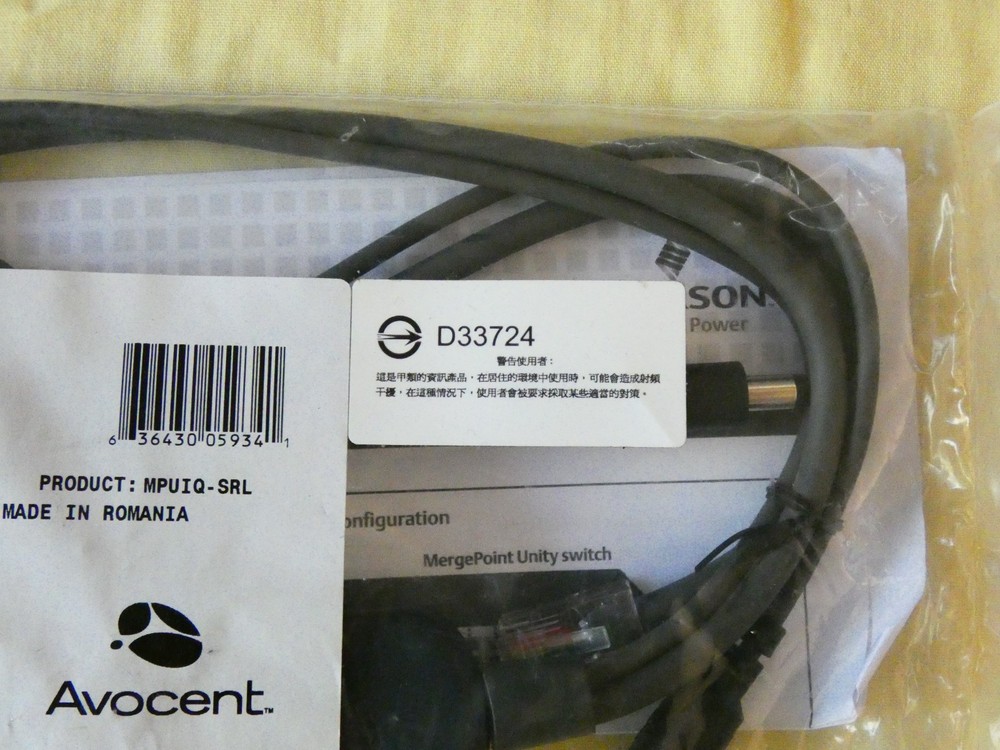 SON
Power
D33724
警告使用者：
這是甲類的資訊產品，在居住的環境中使用時，可能會造成射頻
干擾，在這種情況下，使用者會被要求採取某些適當的對策。
6 36430 05934 1
PRODUCT: MPUIQ-SRL
MADE IN ROMANIA
onfiguration
MergePoint Unity switch
Avocent™